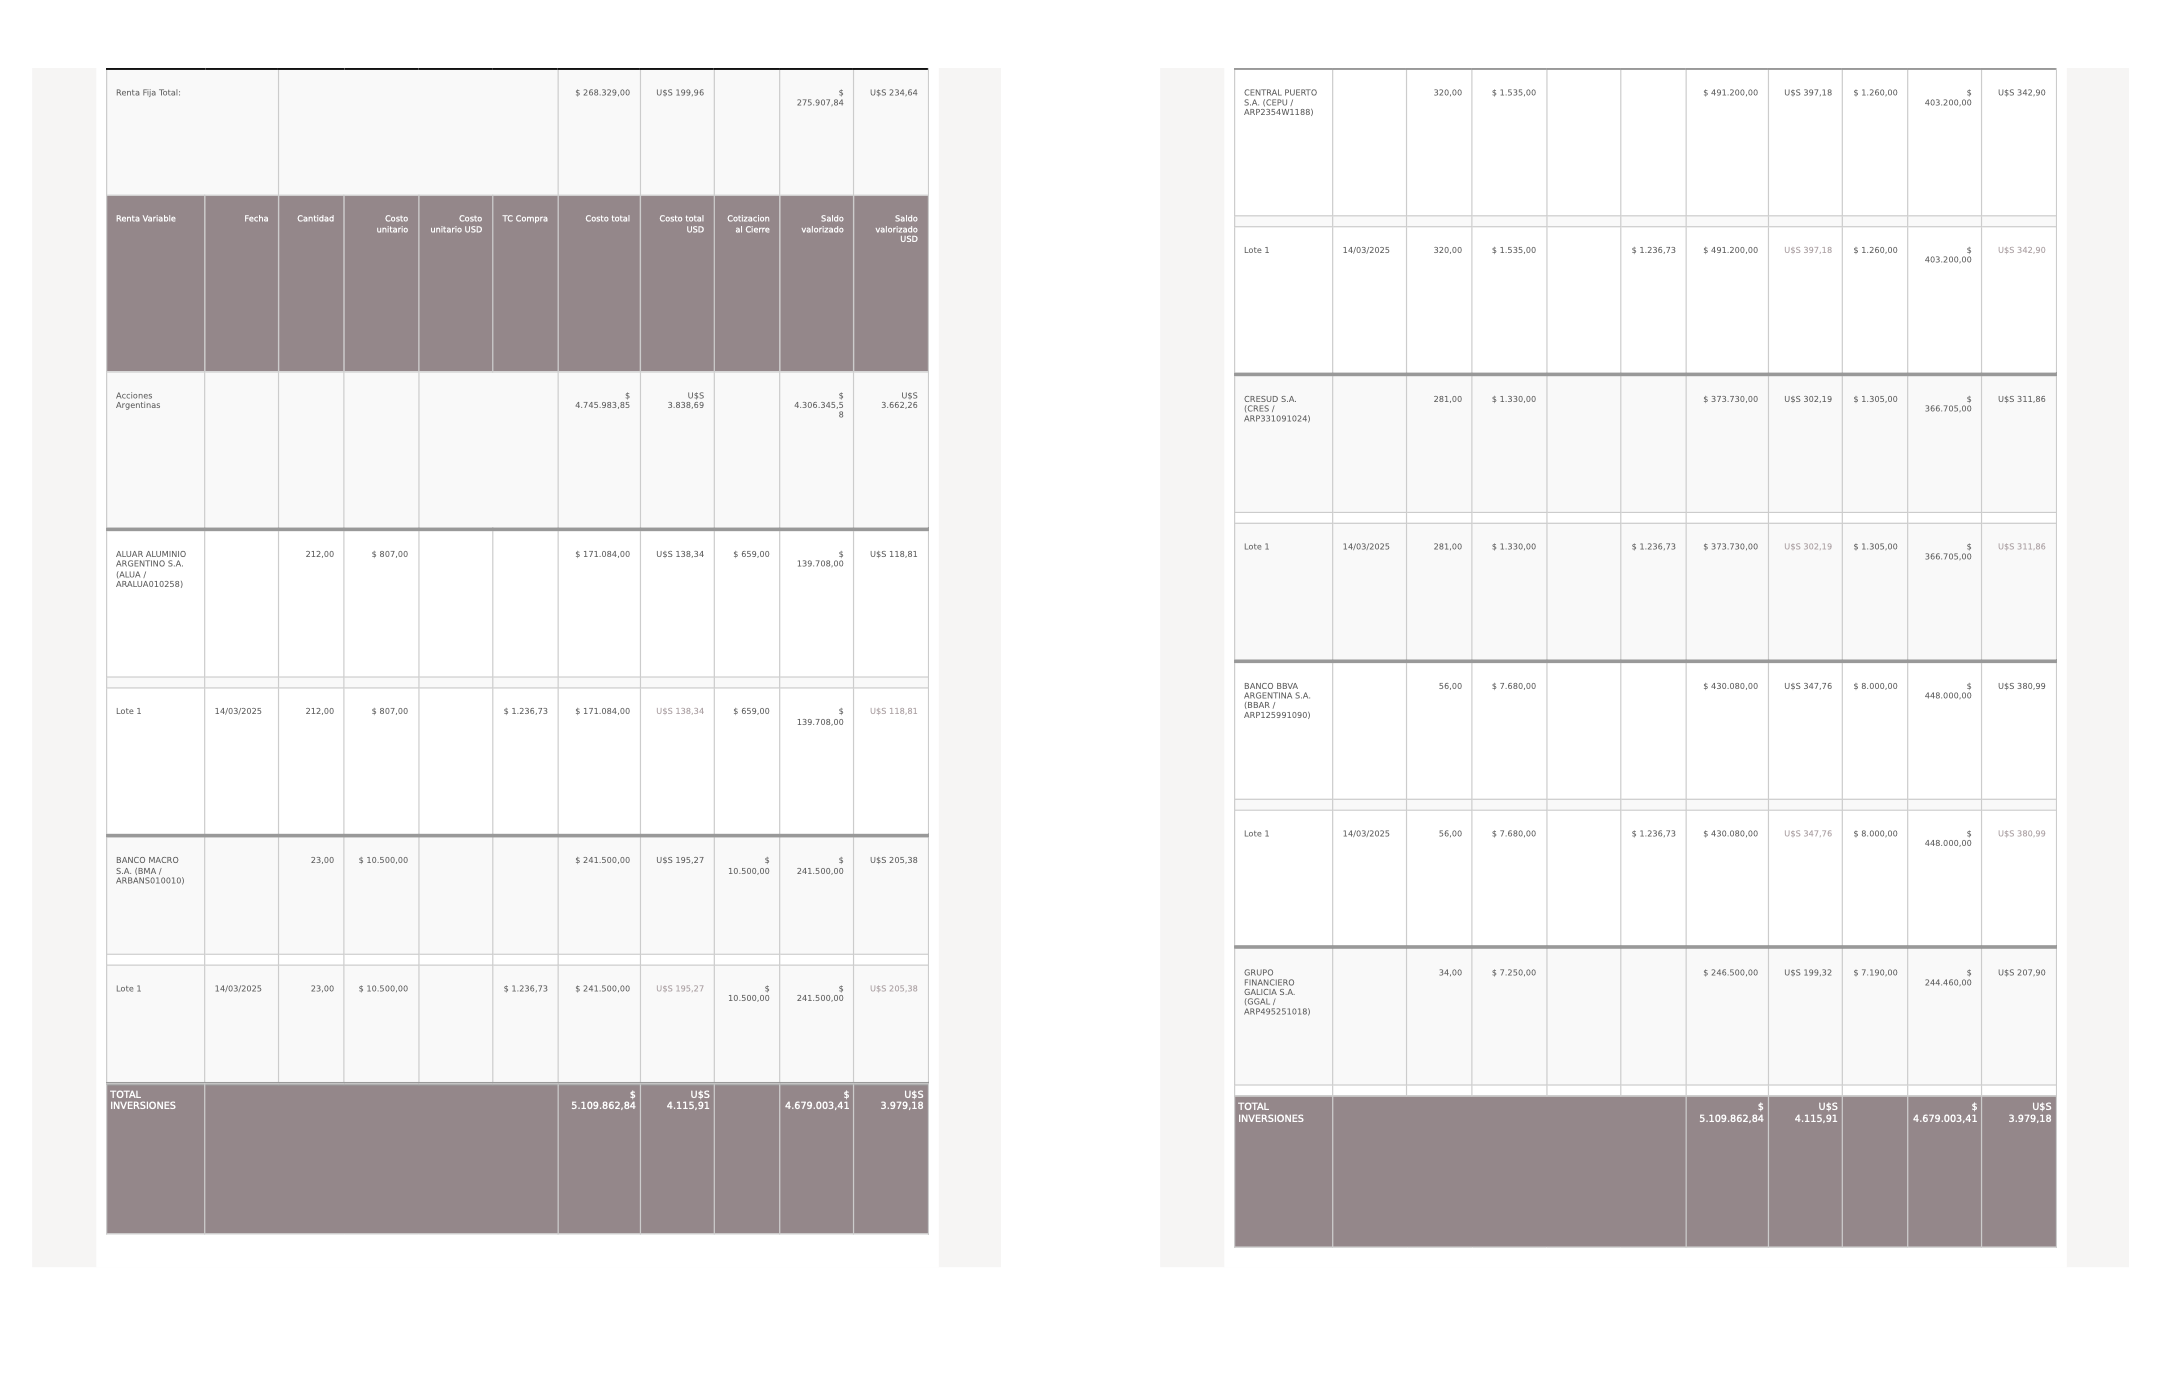 Renta Fija Total: $ 268.329,00 U$S 199,96 $ U$S 234,64
275.907,84
Renta Variable Fecha Cantidad Costo Costo TC Compra Costo total Costo total Cotizacion Saldo Saldo
unitario unitario USD USD al Cierre valorizado valorizado
USD
Acciones $ U$S $ U$S
Argentinas 4.745.983,85 3.838,69 4.306.345,5 3.662,26
8
ALUAR ALUMINIO 212,00 $ 807,00 $ 171.084,00 U$S 138,34 $ 659,00 $ U$S 118,81
ARGENTINO S.A. 139.708,00
(ALUA /
ARALUA010258)
Lote 1 14/03/2025 212,00 $ 807,00 $ 1.236,73 $ 171.084,00 U$S 138,34 $ 659,00 $ U$S 118,81
139.708,00
BANCO MACRO 23,00 $ 10.500,00 $ 241.500,00 U$S 195,27 $ $ U$S 205,38
S.A. (BMA / 10.500,00 241.500,00
ARBANS010010)
Lote 1 14/03/2025 23,00 $ 10.500,00 $ 1.236,73 $ 241.500,00 U$S 195,27 $ $ U$S 205,38
10.500,00 241.500,00
TOTAL $ U$S $ U$S
INVERSIONES 5.109.862,84 4.115,91 4.679.003,41 3.979,18
CENTRAL PUERTO 320,00 $ 1.535,00 $ 491.200,00 U$S 397,18 $ 1.260,00 $ U$S 342,90
S.A. (CEPU / 403.200,00
ARP2354W1188)
Lote 1 14/03/2025 320,00 $ 1.535,00 $ 1.236,73 $ 491.200,00 U$S 397,18 $ 1.260,00 $ U$S 342,90
403.200,00
CRESUD S.A. 281,00 $ 1.330,00 $ 373.730,00 U$S 302,19 $ 1.305,00 $ U$S 311,86
(CRES / 366.705,00
ARP331091024)
Lote 1 14/03/2025 281,00 $ 1.330,00 $ 1.236,73 $ 373.730,00 U$S 302,19 $ 1.305,00 $ U$S 311,86
366.705,00
BANCO BBVA 56,00 $ 7.680,00 $ 430.080,00 U$S 347,76 $ 8.000,00 $ U$S 380,99
ARGENTINA S.A. 448.000,00
(BBAR /
ARP125991090)
Lote 1 14/03/2025 56,00 $ 7.680,00 $ 1.236,73 $ 430.080,00 U$S 347,76 $ 8.000,00 $ U$S 380,99
448.000,00
GRUPO 34,00 $ 7.250,00 $ 246.500,00 U$S 199,32 $ 7.190,00 $ U$S 207,90
FINANCIERO 244.460,00
GALICIA S.A.
(GGAL /
ARP495251018)
TOTAL $ U$S $ U$S
INVERSIONES 5.109.862,84 4.115,91 4.679.003,41 3.979,18